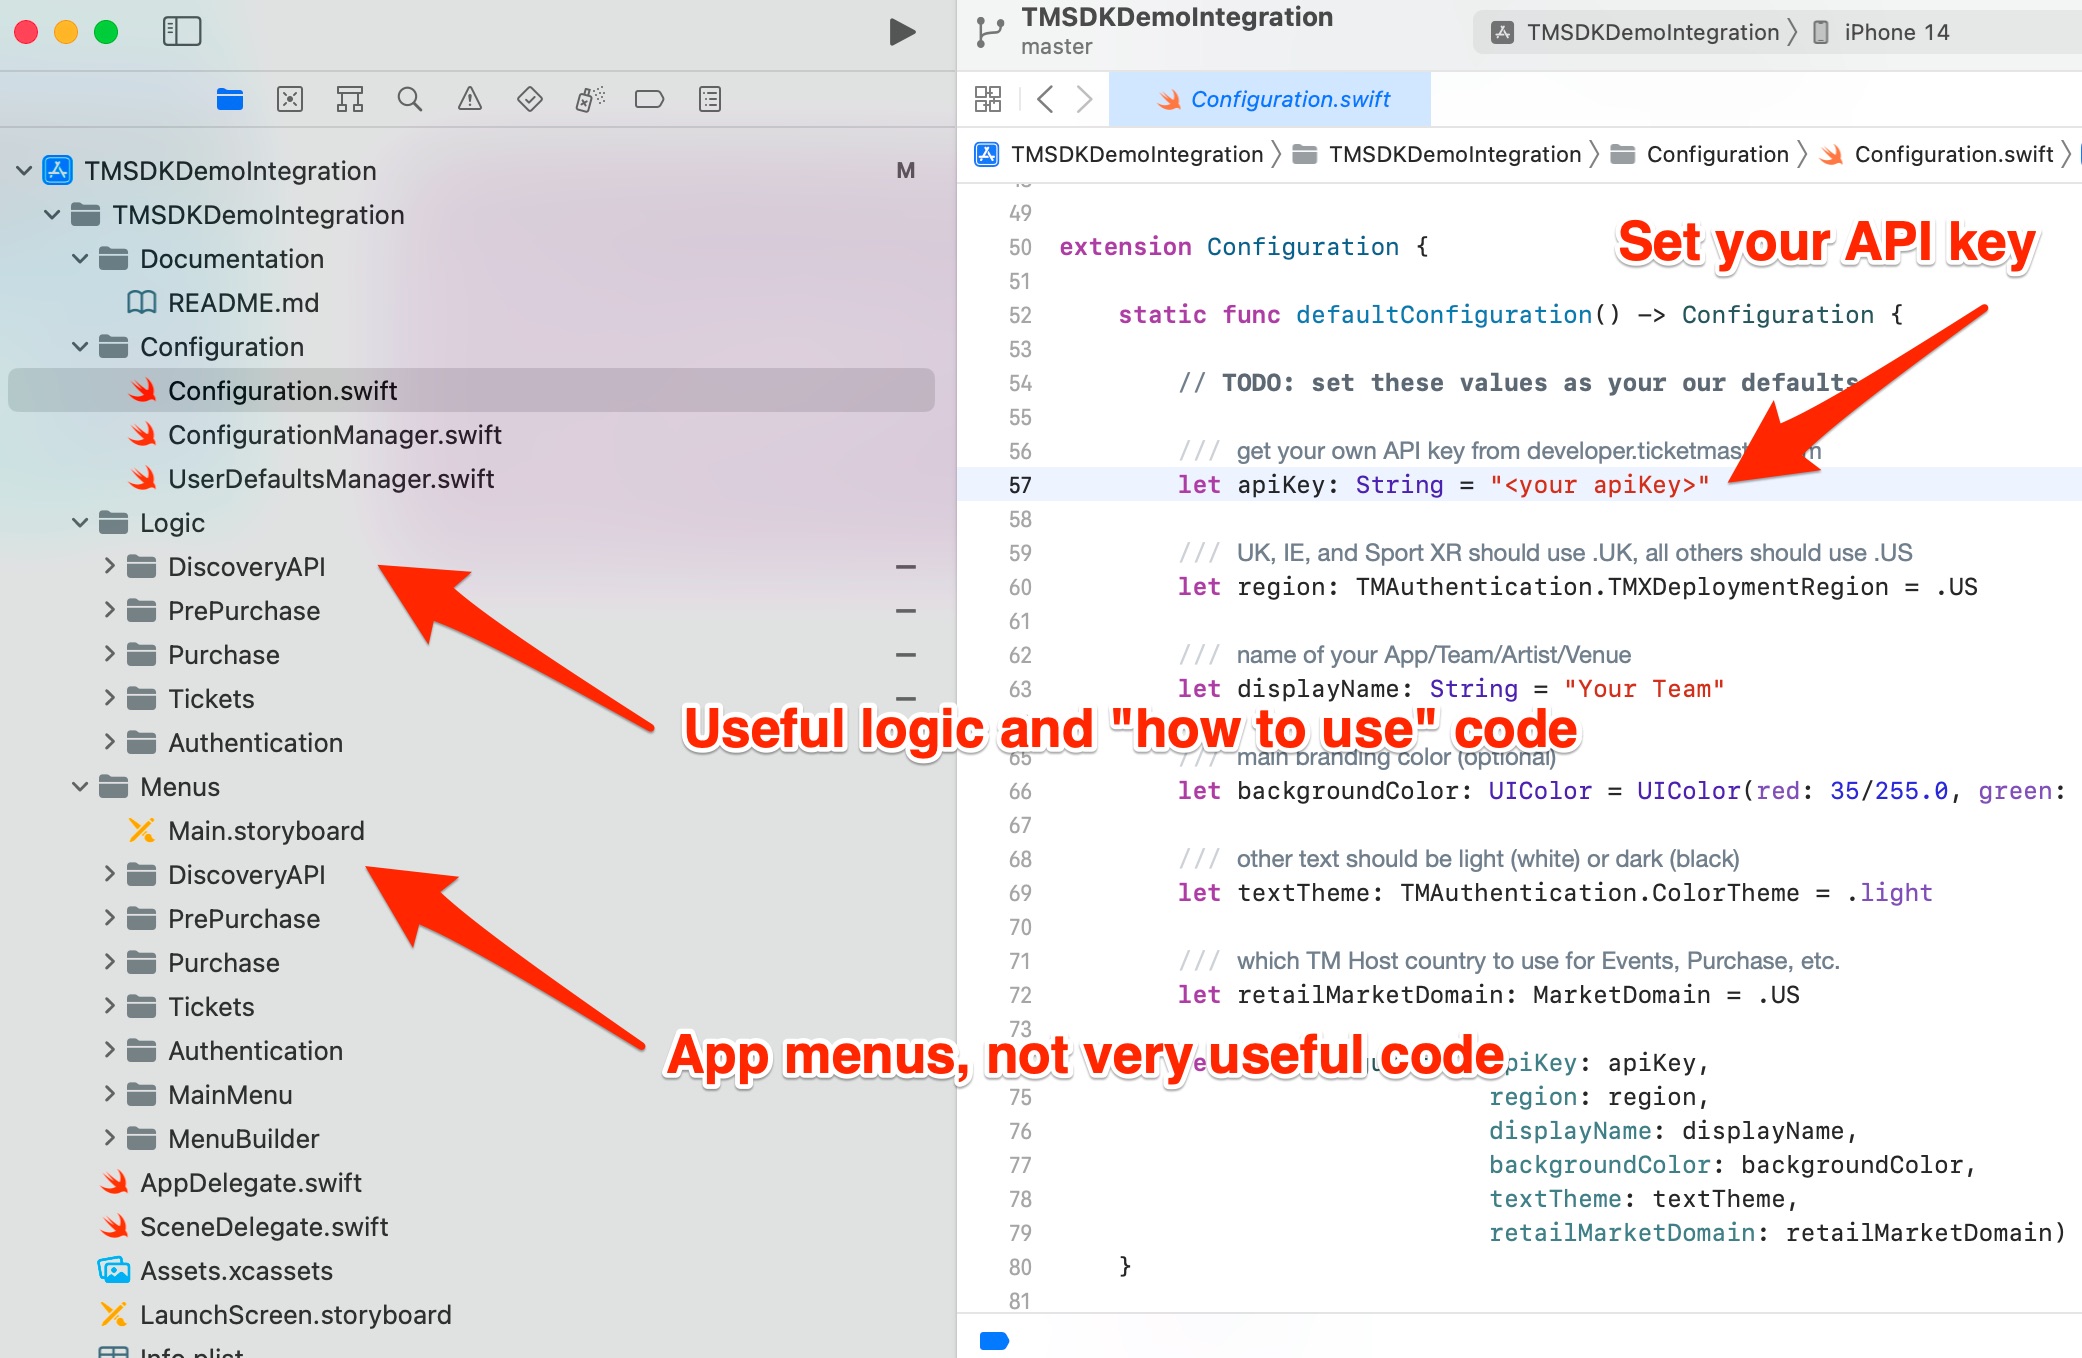 TMSDKDemoIntegration
master
TMSDKDemoIntegration
iPhone 14
Configuration.swift
TMSDKDemoIntegration
TMSDKDemoIntegration
Configuration
Configuration.swift
TMSDKDemoIntegration
M
TMSDKDemoIntegration
Documentation
README.md
Configuration
Configuration.swift
ConfigurationManager.swift
UserDefaultsManager.swift
Logic
DiscoveryAPI
PrePurchase
Purchase
Tickets
Authentication
Menus
Main.storyboard
DiscoveryAPI
PrePurchase
Purchase
Tickets
Authentication
MainMenu
MenuBuilder
AppDelegate.swift
SceneDelegate.swift
Assets.xcassets
LaunchScreen.storyboard
Info.plist
Set your API key
Useful logic and "how to use" code
App menus, not very useful code
49
50 extension Configuration {
51
52 static func defaultConfiguration() -> Configuration {
53
54 // TODO: set these values as your our defaults
55
56 /// get your own API key from
57 let apiKey: String = "<your apiKey>"
58
59 /// UK, IE, and Sport XR should use .UK, all others should use .US
60 let region: TMAuthentication.TMXDeploymentRegion = .US
61
62 /// name of your App/Team/Artist/Venue
63 let displayName: String = "Your Team"
65 /// main branding color (optional)
66 let backgroundColor: UIColor = UIColor(red: 35/255.0, green:
67
68 /// other text should be light (white) or dark (black)
69 let textTheme: TMAuthentication.ColorTheme = .light
70
71 /// which TM Host country to use for Events, Purchase, etc.
72 let retailMarketDomain: MarketDomain = .US
73
apiKey,
75 region: region,
76 displayName: displayName,
77 backgroundColor: backgroundColor,
78 textTheme: textTheme,
79 retailMarketDomain: retailMarketDomain)
80 }
81